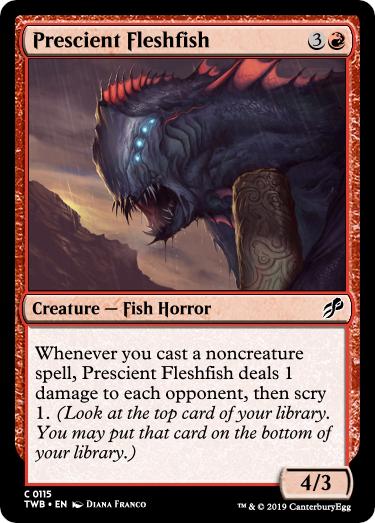 Prescient Fleshfish 3
Creature — Fish Horror
Whenever you cast a noncreature
spell, Prescient Fleshfish deals 1
damage to each opponent, then scry
1. (Look at the top card of your library.
You may put that card on the bottom of
your library.)
4/3
C 0115
TWB • EN Diana Franco
™ & © 2019 CanterburyEgg